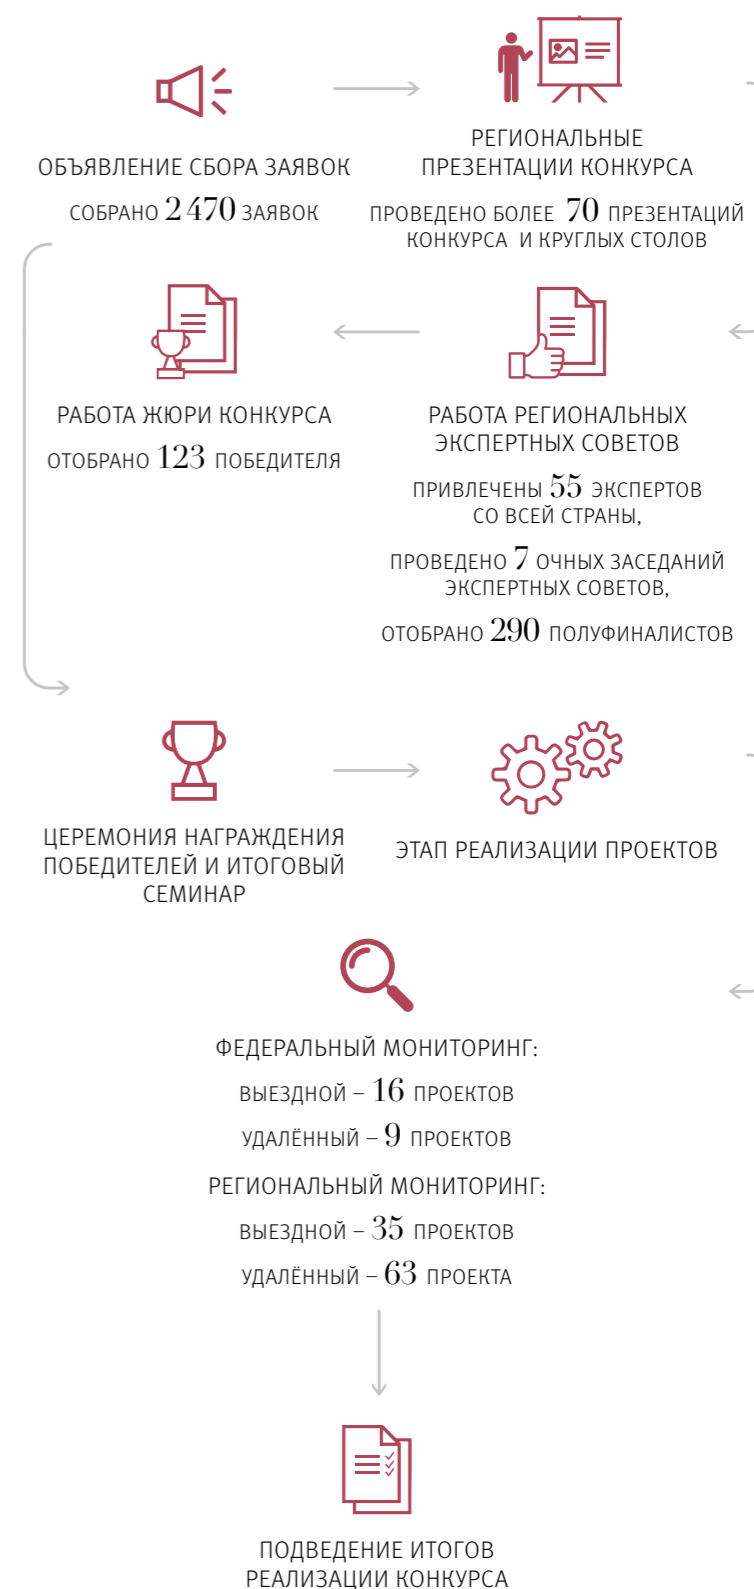 ОБЪЯВЛЕНИЕ СБОРА ЗАЯВОК
СОБРАНО 2 470 ЗАЯВОК
РЕГИОНАЛЬНЫЕ
ПРЕЗЕНТАЦИИ КОНКУРСА
ПРОВЕДЕНО БОЛЕЕ 70 ПРЕЗЕНТАЦИЙ
КОНКУРСА И КРУГЛЫХ СТОЛОВ
РАБОТА ЖЮРИ КОНКУРСА
ОТОБРАНО 123 ПОБЕДИТЕЛЯ
РАБОТА РЕГИОНАЛЬНЫХ
ЭКСПЕРТНЫХ СОВЕТОВ
ПРИВЛЕЧЕНЫ 55 ЭКСПЕРТОВ
СО ВСЕЙ СТРАНЫ,
ПРОВЕДЕНО 7 ОЧНЫХ ЗАСЕДАНИЙ
ЭКСПЕРТНЫХ СОВЕТОВ,
ОТОБРАНО 290 ПОЛУФИНАЛИСТОВ
ЦЕРЕМОНИЯ НАГРАЖДЕНИЯ
ПОБЕДИТЕЛЕЙ И ИТОГОВЫЙ
СЕМИНАР
ЭТАП РЕАЛИЗАЦИИ ПРОЕКТОВ
ФЕДЕРАЛЬНЫЙ МОНИТОРИНГ:
ВЫЕЗДНОЙ – 16 ПРОЕКТОВ
УДАЛЁННЫЙ – 9 ПРОЕКТОВ
РЕГИОНАЛЬНЫЙ МОНИТОРИНГ:
ВЫЕЗДНОЙ – 35 ПРОЕКТОВ
УДАЛЁННЫЙ – 63 ПРОЕКТА
ПОДВЕДЕНИЕ ИТОГОВ
РЕАЛИЗАЦИИ КОНКУРСА